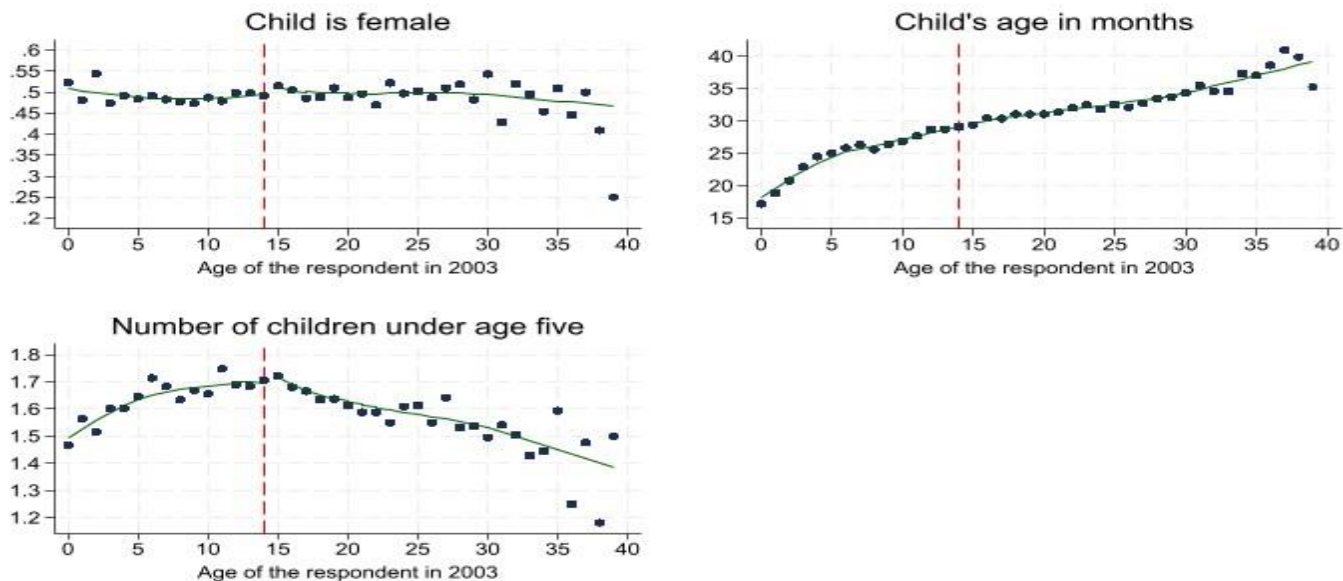 Child is female
.6
.55
.5
.45
.4
.35
.3
.25
.2
0 5 10 15 20 25 30 35 40
Age of the respondent in 2003
Child's age in months
40
35
30
25
20
15
0 5 10 15 20 25 30 35 40
Age of the respondent in 2003
Number of children under age five
1.8
1.7
1.6
1.5
1.4
1.3
1.2
0 5 10 15 20 25 30 35 40
Age of the respondent in 2003